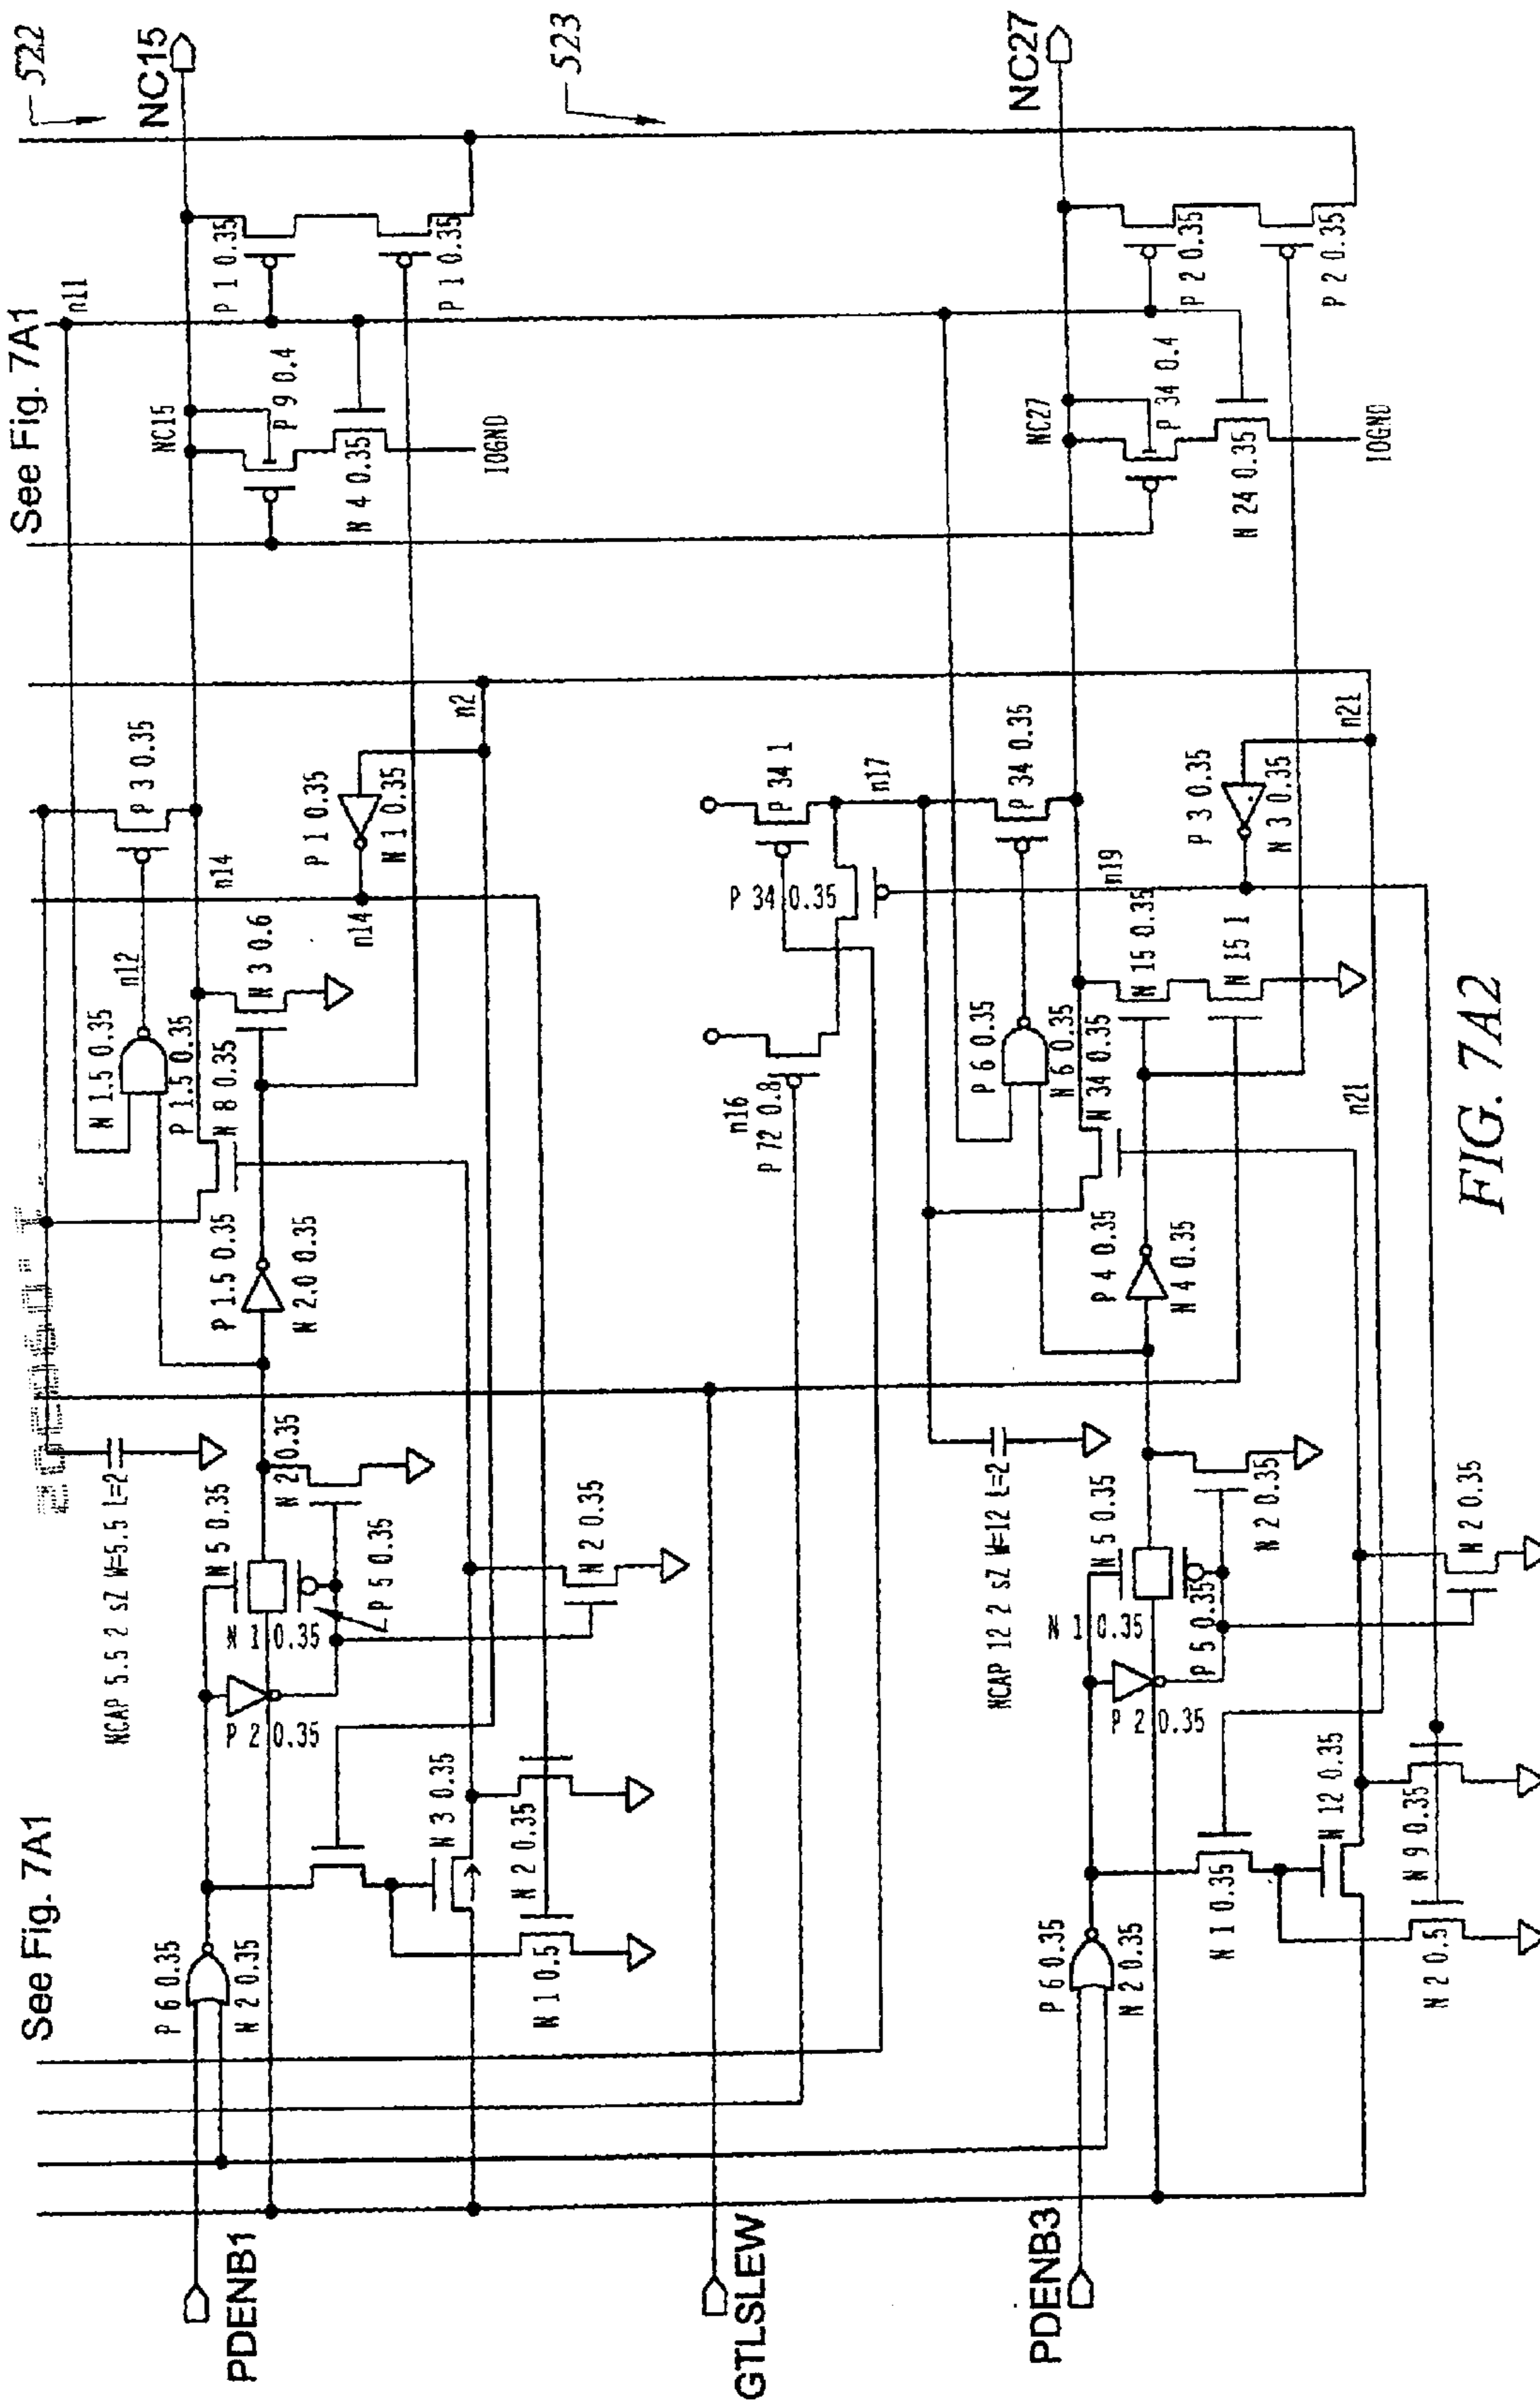 See Fig. 7A1
See Fig. 7A1
522
NC15
523
NC27
PDENB1
GTLSLEW
PDENB3
P 6 0.35
N 2 0.35
NCAP 5.5 2 sZ W=5.5 L=2
N 5 0.35
N 1 0.35
P 2 0.35
P 5 0.35
N 2 0.35
N 2 0.35
N 3 0.35
N 2 0.35
N 1 0.5
P 1.5 0.35
N 2.0 0.35
N 1.5 0.35
P 1.5 0.35
N 8 0.35
n12
P 3 0.35
n14
N 3 0.6
P 1 0.35
N 1 0.35
n14
n2
n11
NC15
P 9 0.4
N 4 0.35
IOGND
P 1 0.35
P 1 0.35
n16
P 72 0.8
P 34 0.35
P 34 1
n17
P 34 0.35
P 6 0.35
N 6 0.35
N 34 0.35
n19
N 15 0.35
N 15 1
P 3 0.35
N 3 0.35
n21
n21
P 4 0.35
N 4 0.35
NCAP 12 2 sZ W=12 L=2
N 5 0.35
N 1 0.35
P 2 0.35
P 5 0.35
N 2 0.35
N 2 0.35
P 6 0.35
N 2 0.35
N 1 0.35
N 12 0.35
N 9 0.35
N 2 0.5
NC27
P 34 0.4
N 24 0.35
IOGND
P 2 0.35
P 2 0.35
FIG. 7A2